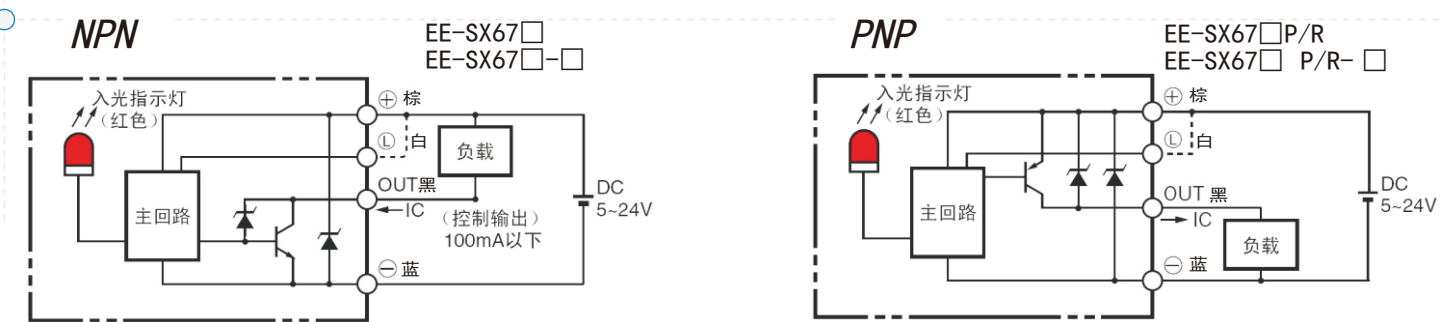 NPN
EE-SX67□
EE-SX67□-□
入光指示灯
（红色）
⊕ 棕
Ⓛ 白
负载
主回路
OUT黑
IC
（控制输出）
100mA以下
DC
5~24V
⊖ 蓝
PNP
EE-SX67□P/R
EE-SX67□ P/R- □
入光指示灯
（红色）
⊕ 棕
Ⓛ 白
主回路
OUT 黑
IC
负载
DC
5~24V
⊖ 蓝